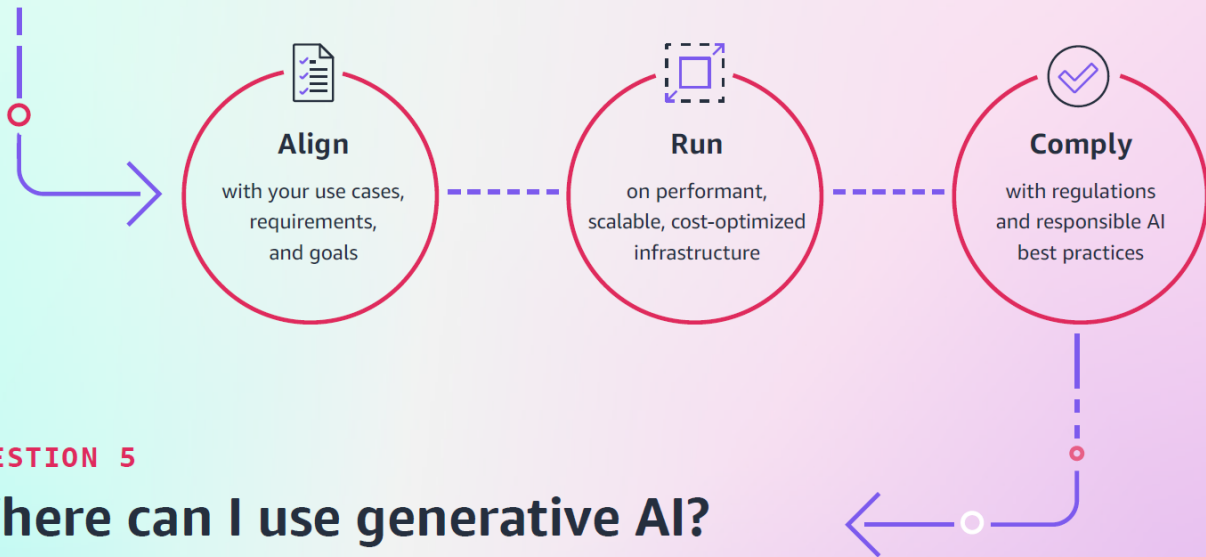 Align
with your use cases,
requirements,
and goals
Run
on performant,
scalable, cost-optimized
infrastructure
Comply
with regulations
and responsible AI
best practices
ESTION 5
here can I use generative AI?